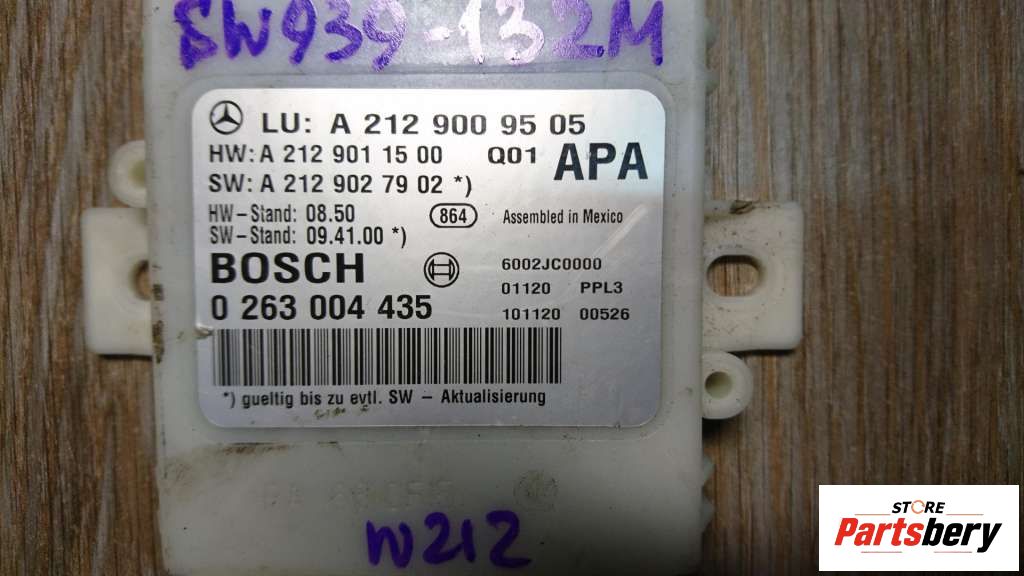 SW939-132M
LU: A 212 900 95 05
HW: A 212 901 15 00 Q01 APA
SW: A 212 902 79 02 *)
HW-Stand: 08.50 864 Assembled in Mexico
SW-Stand: 09.41.00 *)
BOSCH 6002JC0000
01120 PPL3
0 263 004 435 101120 00526
*) gueltig bis zu evtl. SW - Aktualisierung
W212
STORE
Partsbery